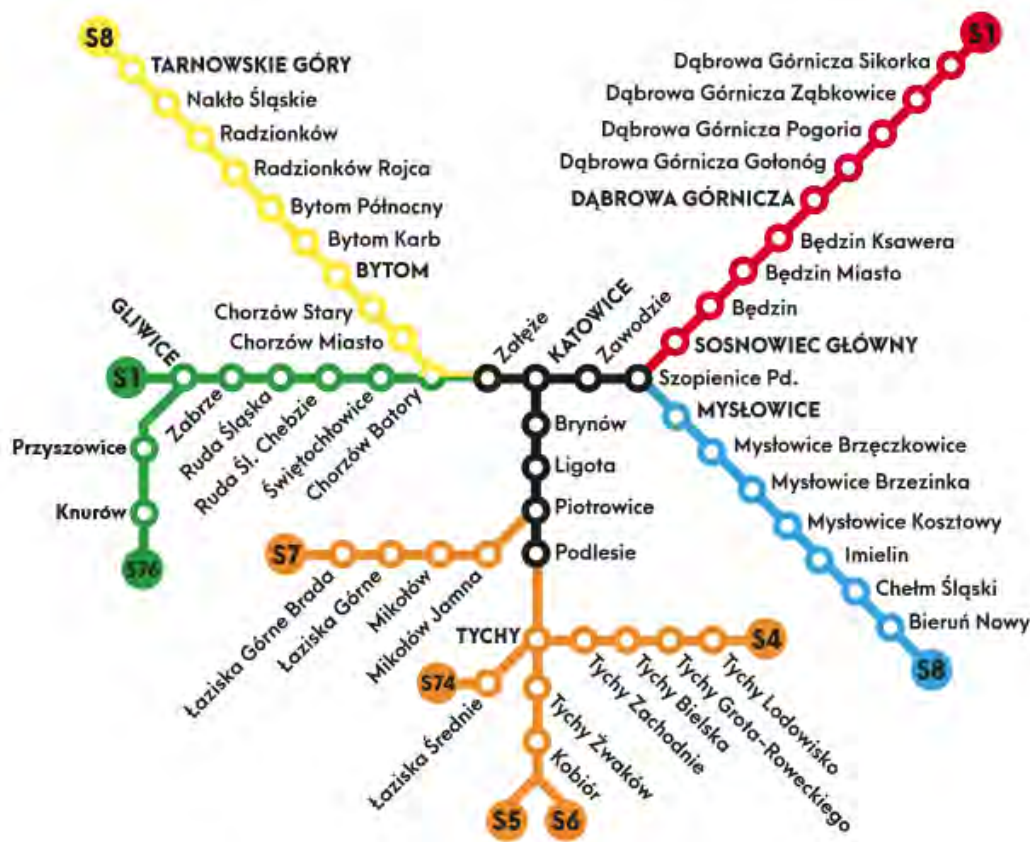 S8
S1
TARNOWSKIE GÓRY
Nakło Śląskie
Radzionków
Radzionków Rojca
Bytom Północny
Bytom Karb
BYTOM
Chorzów Stary
Chorzów Miasto
Dąbrowa Górnicza Sikorka
Dąbrowa Górnicza Ząbkowice
Dąbrowa Górnicza Pogoria
Dąbrowa Górnicza Gołonóg
DĄBROWA GÓRNICZA
Będzin Ksawera
Będzin Miasto
Będzin
SOSNOWIEC GŁÓWNY
GLIWICE
Załęże
KATOWICE
Zawodzie
Szopienice Pd.
S1
Zabrze
Ruda Śląska
Ruda Śl. Chebzie
Świętochłowice
Chorzów Batory
Przyszowice
Knurów
S76
Brynów
Ligota
Piotrowice
Podlesie
MYSŁOWICE
Mysłowice Brzęczkowice
Mysłowice Brzezinka
Mysłowice Kosztowy
Imielin
Chełm Śląski
Bieruń Nowy
S8
S7
Łaziska Górne Brada
Łaziska Górne
Mikołów
Mikołów Jamna
TYCHY
S4
S74
Łaziska Średnie
Tychy Żwaków
Kobiór
Tychy Zachodnie
Tychy Bielska
Tychy Grota-Roweckiego
Tychy Lodowisko
S5
S6